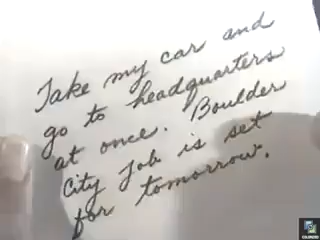 Take my car and
go to headquarters
at once. Boulder
City Job is set
for tomorrow.